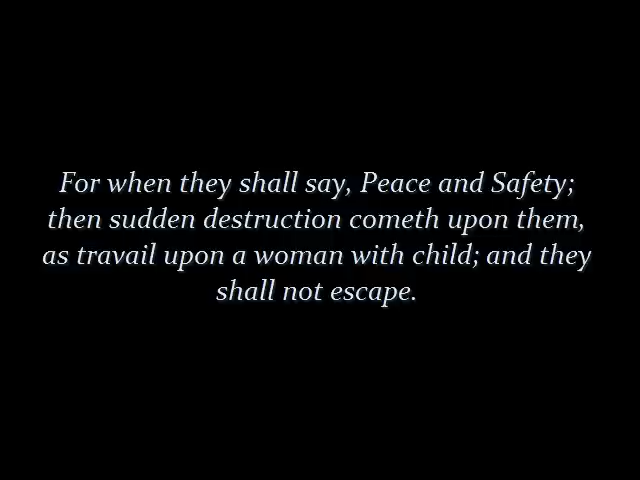 For when they shall say, Peace and Safety;
then sudden destruction cometh upon them,
as travail upon a woman with child; and they
shall not escape.